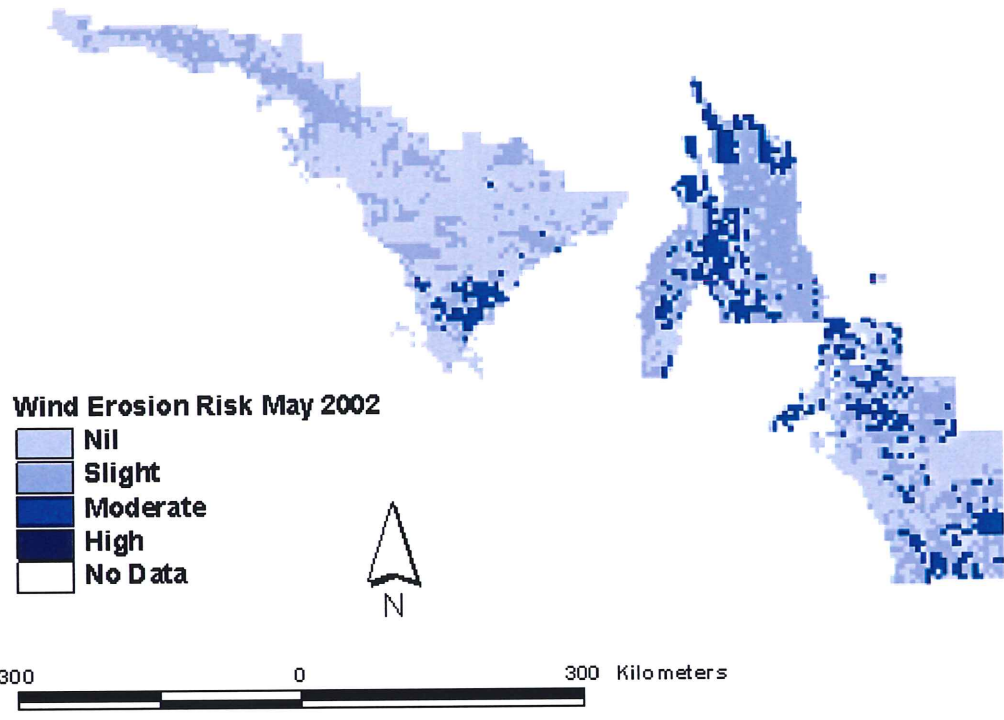 Wind Erosion Risk May 2002
Nil
Slight
Moderate
High
No Data
N
300 0 300 Kilometers